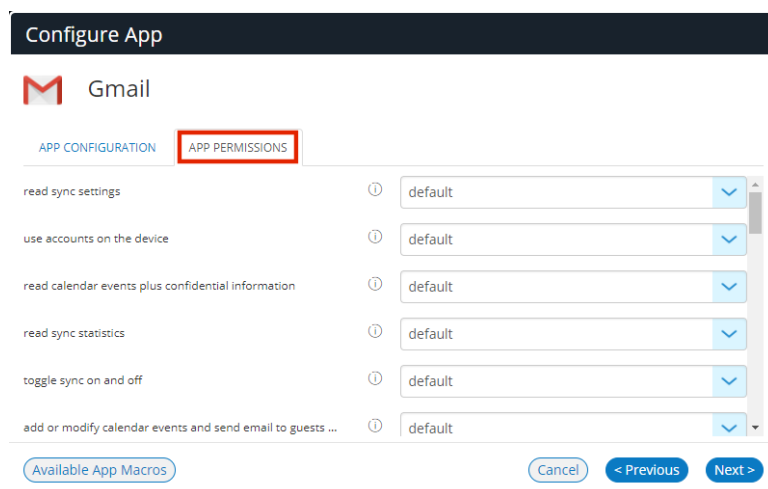 Configure App
Gmail
APP CONFIGURATION APP PERMISSIONS
read sync settings default
use accounts on the device default
read calendar events plus confidential information default
read sync statistics default
toggle sync on and off default
add or modify calendar events and send email to guests ... default
Available App Macros Cancel < Previous Next >